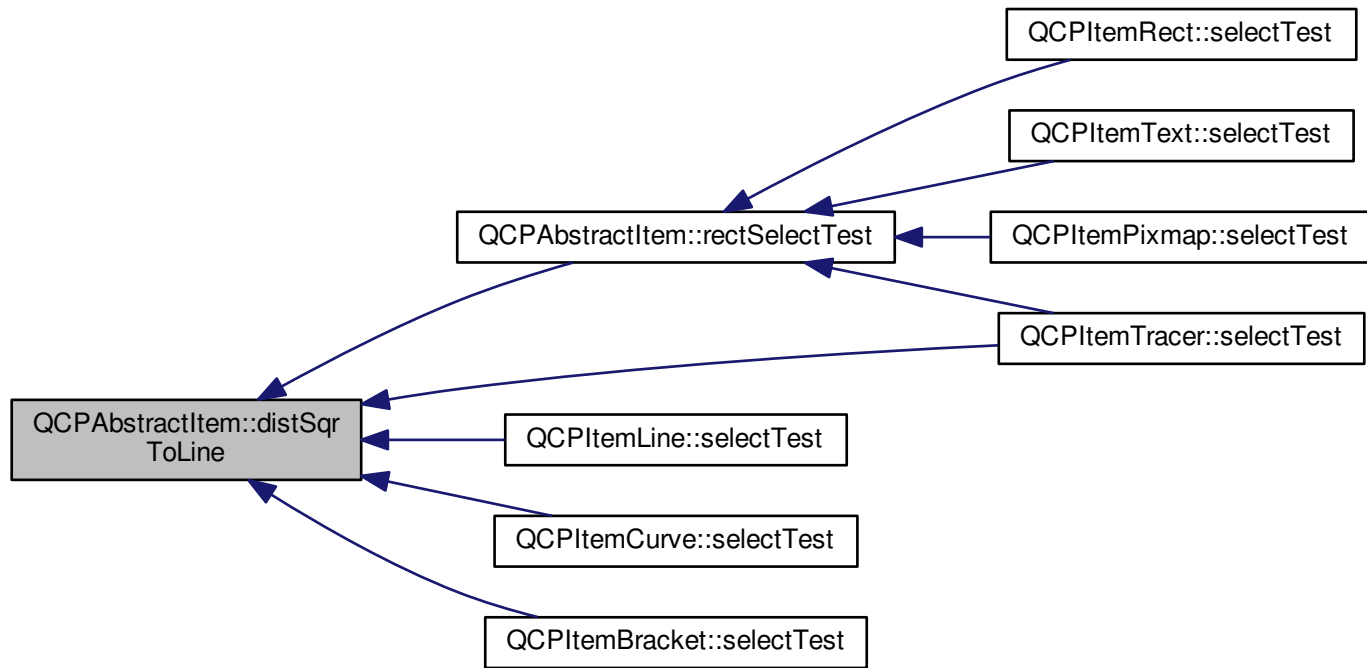 QCPItemRect::selectTest
QCPItemText::selectTest
QCPAbstractItem::rectSelectTest
QCPItemPixmap::selectTest
QCPItemTracer::selectTest
QCPAbstractItem::distSqr
ToLine
QCPItemLine::selectTest
QCPItemCurve::selectTest
QCPItemBracket::selectTest